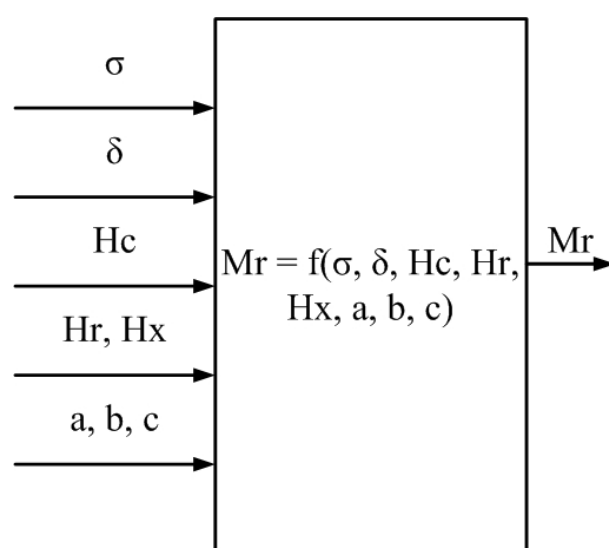 σ
δ
Hc
Hr, Hx
a, b, c
Mr = f(σ, δ, Hc, Hr,
Hx, a, b, c)
Mr